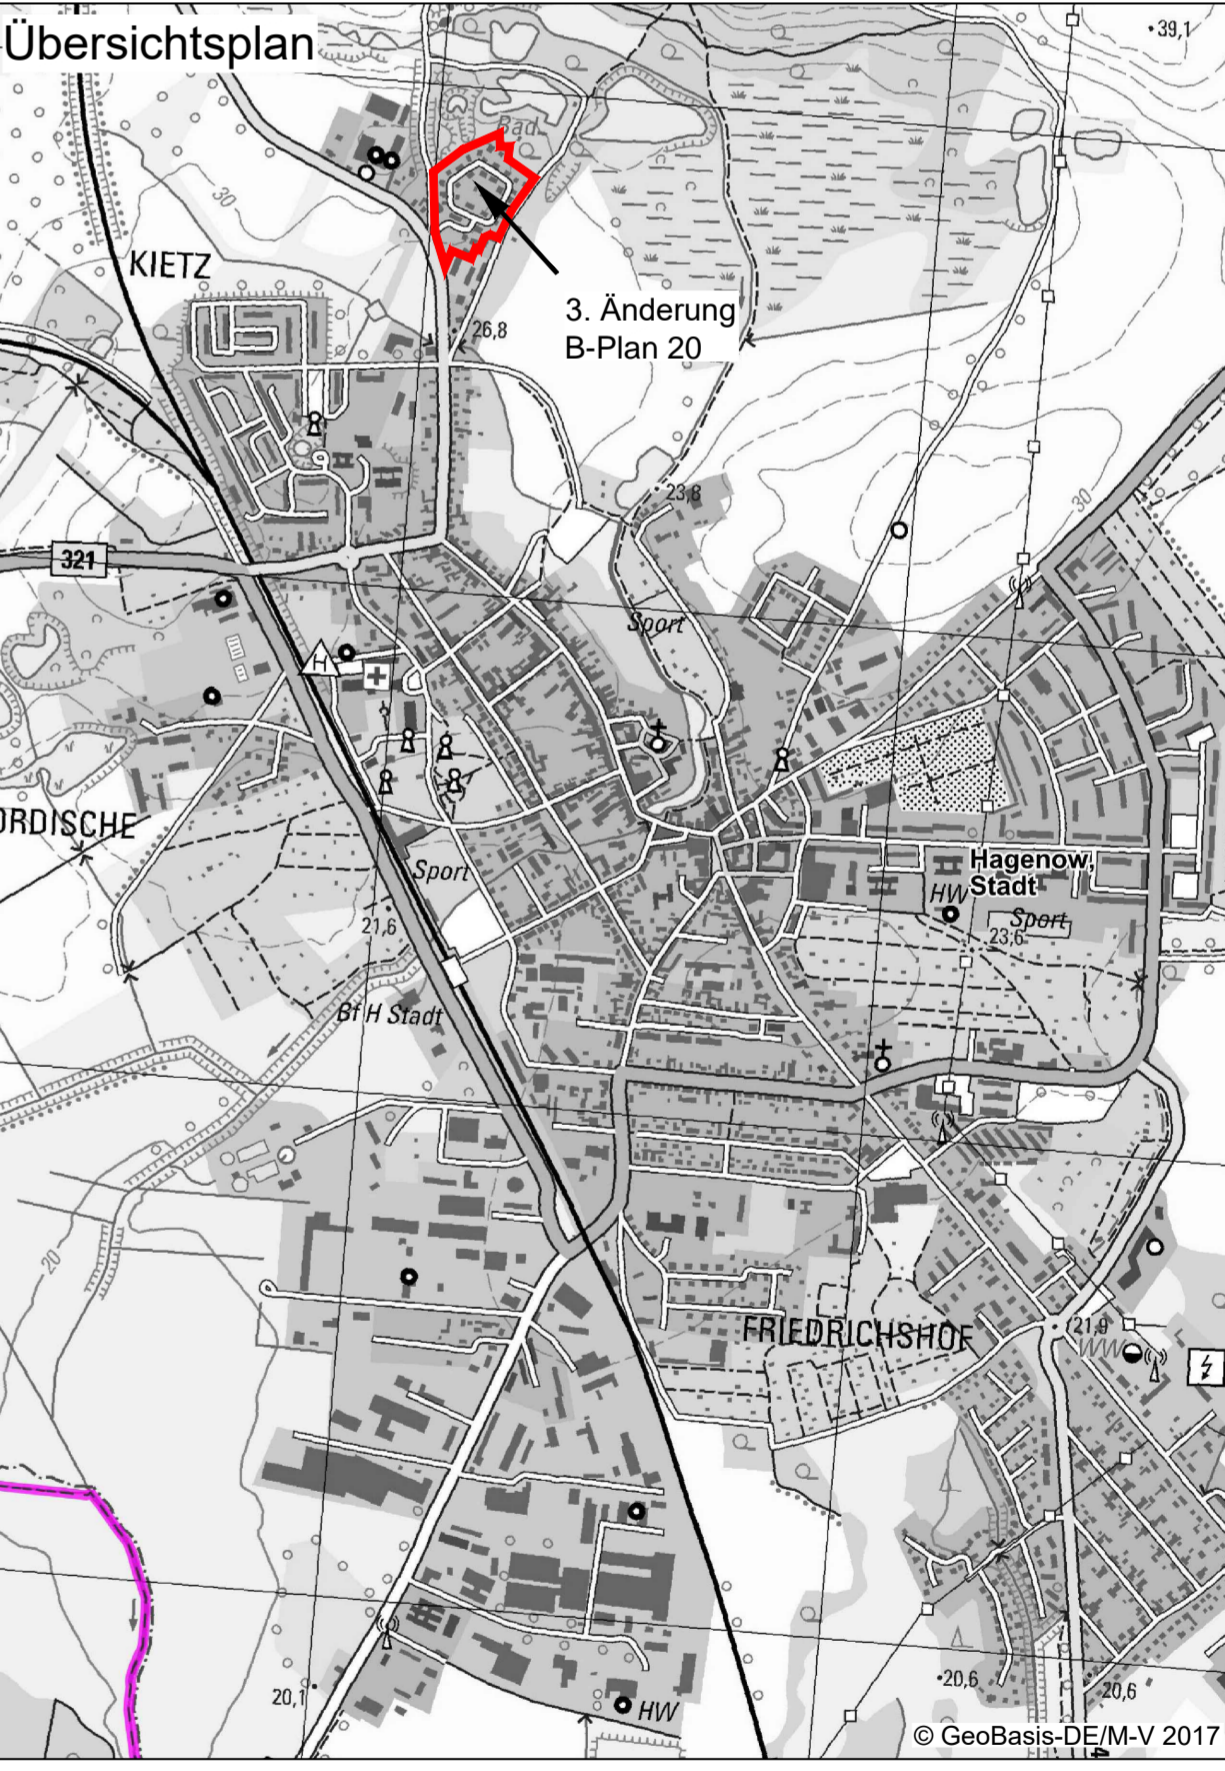 Übersichtsplan
39,1
Bad
30
KIETZ
3. Änderung
B-Plan 20
26,8
23,8
30
321
Sport
H
ORDISCHE
Sport
Hagenow,
Stadt
HW
Sport
23,6
21,6
Bf H Stadt
20
FRIEDRICHSHOF
21,9
WW
20,1
HW
20,6
20,6
© GeoBasis-DE/M-V 2017